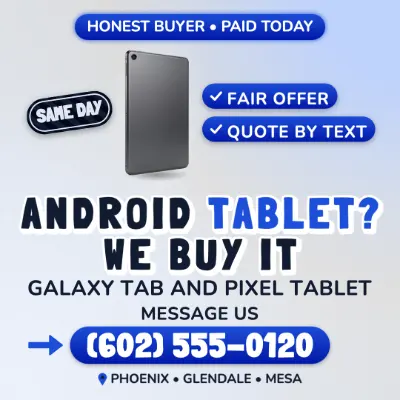 HONEST BUYER • PAID TODAY
SAME DAY
FAIR OFFER
QUOTE BY TEXT
ANDROID TABLET?
WE BUY IT
GALAXY TAB AND PIXEL TABLET
MESSAGE US
(602) 555-0120
PHOENIX • GLENDALE • MESA